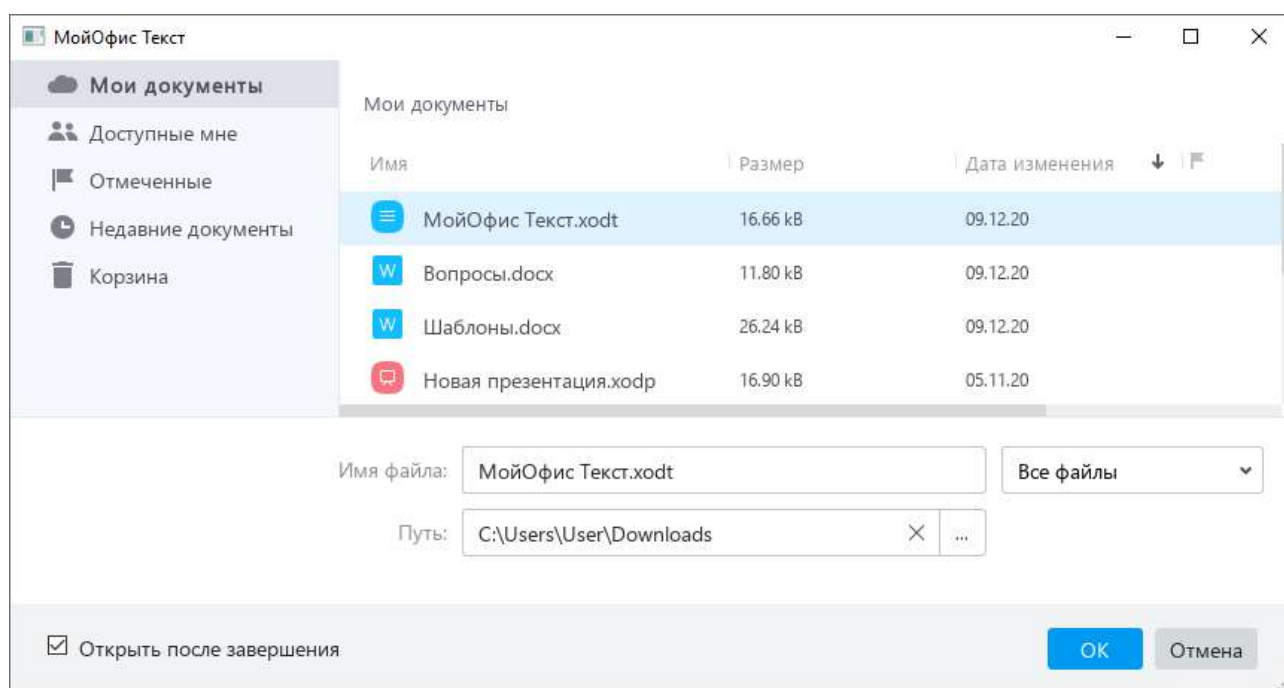 МойОфис Текст
Мои документы
Доступные мне
Отмеченные
Недавние документы
Корзина
Мои документы
Имя Размер Дата изменения
МойОфис Текст.xodt 16.66 kB 09.12.20
W Вопросы.docx 11.80 kB 09.12.20
W Шаблоны.docx 26.24 kB 09.12.20
Новая презентация.xodp 16.90 kB 05.11.20
Имя файла: МойОфис Текст.xodt Все файлы
Путь: C:\Users\User\Downloads ...
Открыть после завершения OK Отмена